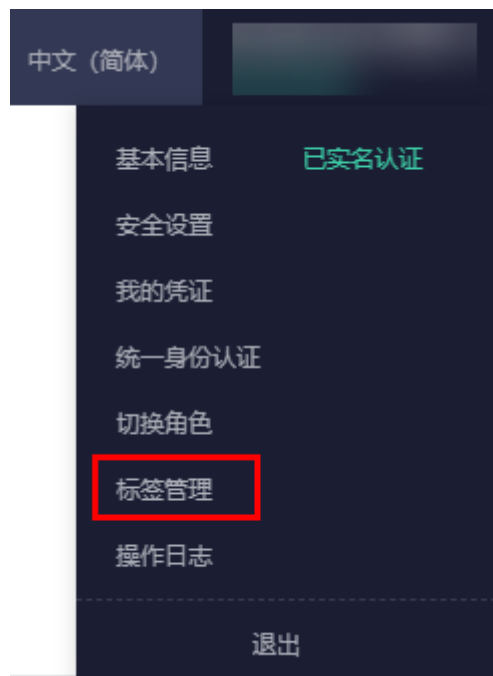 中文（简体）
基本信息 已实名认证
安全设置
我的凭证
统一身份认证
切换角色
标签管理
操作日志
退出